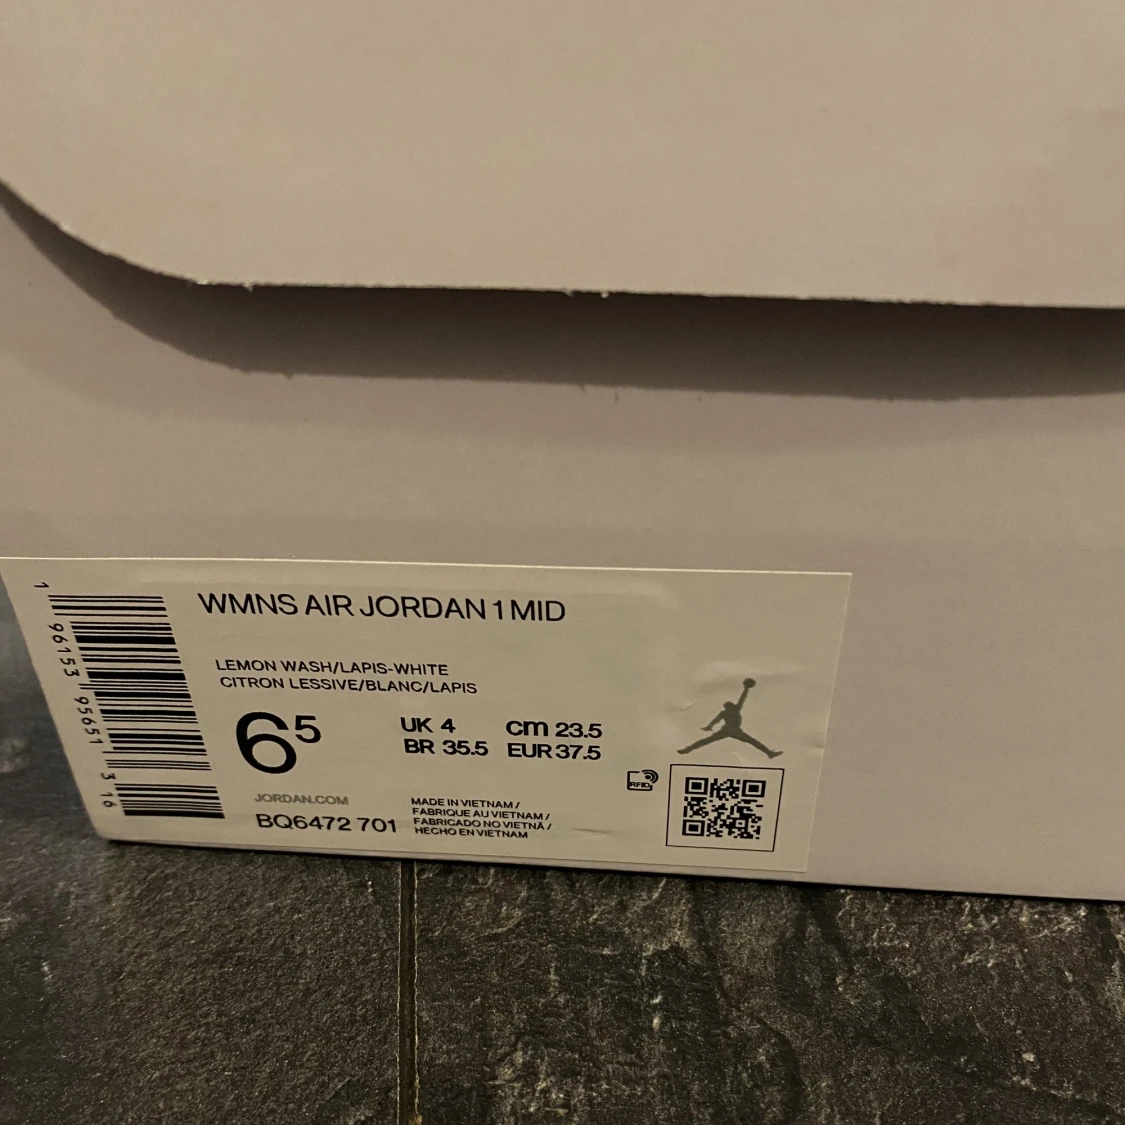 WMNS AIR JORDAN 1 MID
LEMON WASH/LAPIS-WHITE
CITRON LESSIVE/BLANC/LAPIS
6⁵
UK 4 cm 23.5
BR 35.5 EUR 37.5
RFID
JORDAN.COM
BQ6472 701
MADE IN VIETNAM /
FABRIQUE AU VIETNAM /
FABRICADO NO VIETNÃ /
HECHO EN VIETNAM
1 96153 95651 3 16